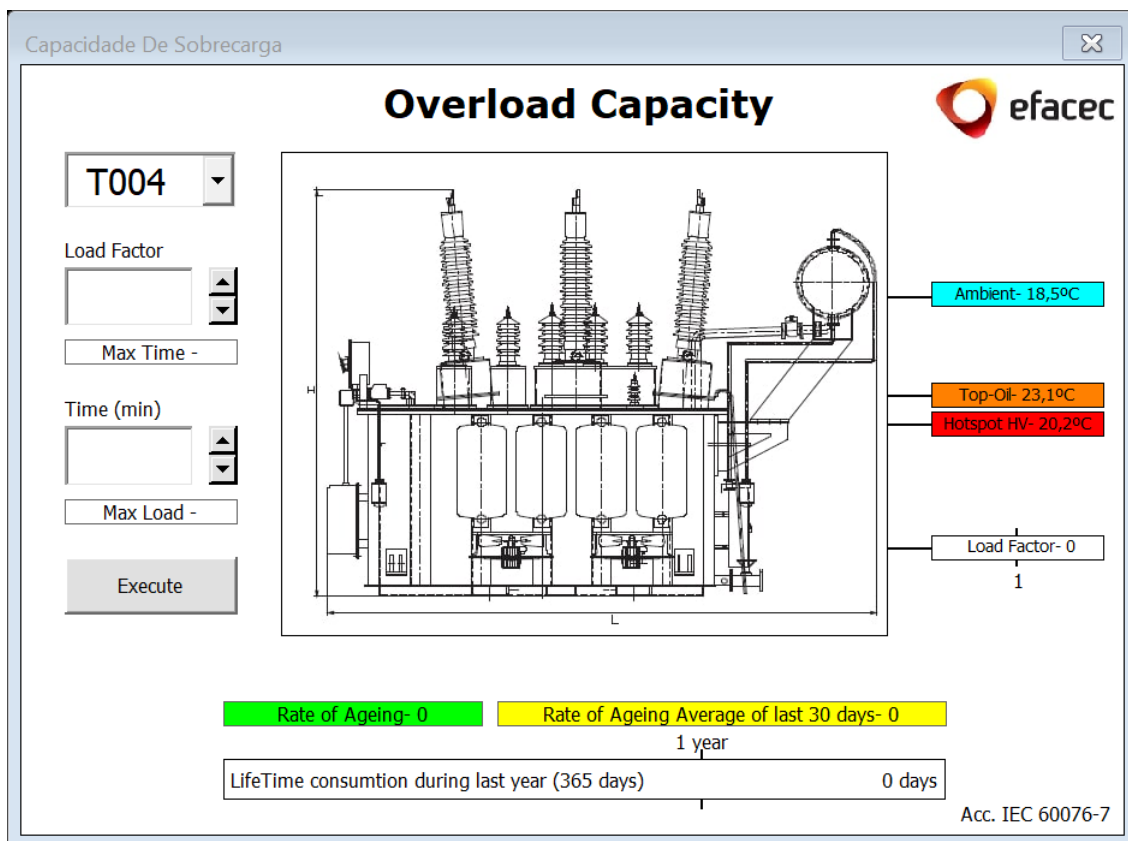 Capacidade De Sobrecarga
Overload Capacity
efacec
T004
Load Factor
Max Time -
Time (min)
Max Load -
Execute
H
L
Ambient- 18,5ºC
Top-Oil- 23,1ºC
Hotspot HV- 20,2ºC
Load Factor- 0
1
Rate of Ageing- 0
Rate of Ageing Average of last 30 days- 0
1 year
LifeTime consumtion during last year (365 days) 0 days
Acc. IEC 60076-7